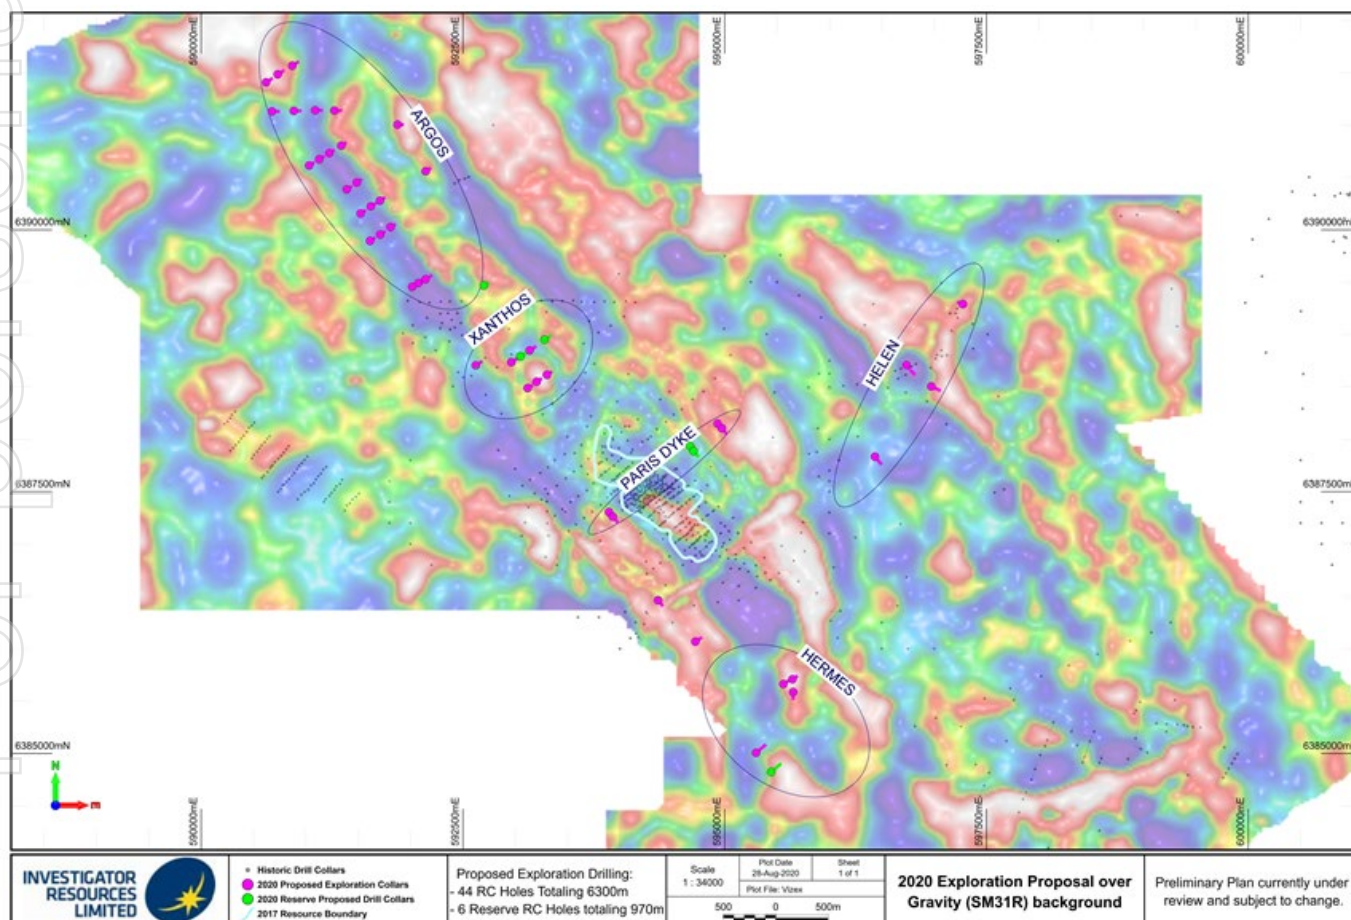 590000mE
592500mE
595000mE
597500mE
600000mE
ARGOS
6390000mN
6390000mN
XANTHOS
HELEN
PARIS DYKE
6387500mN
6387500mN
HERMES
6385000mN
6385000mN
N
E
590000mE
592500mE
595000mE
597500mE
600000mE
INVESTIGATOR
RESOURCES
LIMITED
Historic Drill Collars
2020 Proposed Exploration Collars
2020 Reserve Proposed Drill Collars
2017 Resource Boundary
Proposed Exploration Drilling:
- 44 RC Holes Totaling 6300m
- 6 Reserve RC Holes totaling 970m
Scale
1 : 34000
Plot Date
28-Aug-2020
Sheet
1 of 1
Plot File: Vizex
500 0 500m
2020 Exploration Proposal over
Gravity (SM31R) background
Preliminary Plan currently under
review and subject to change.